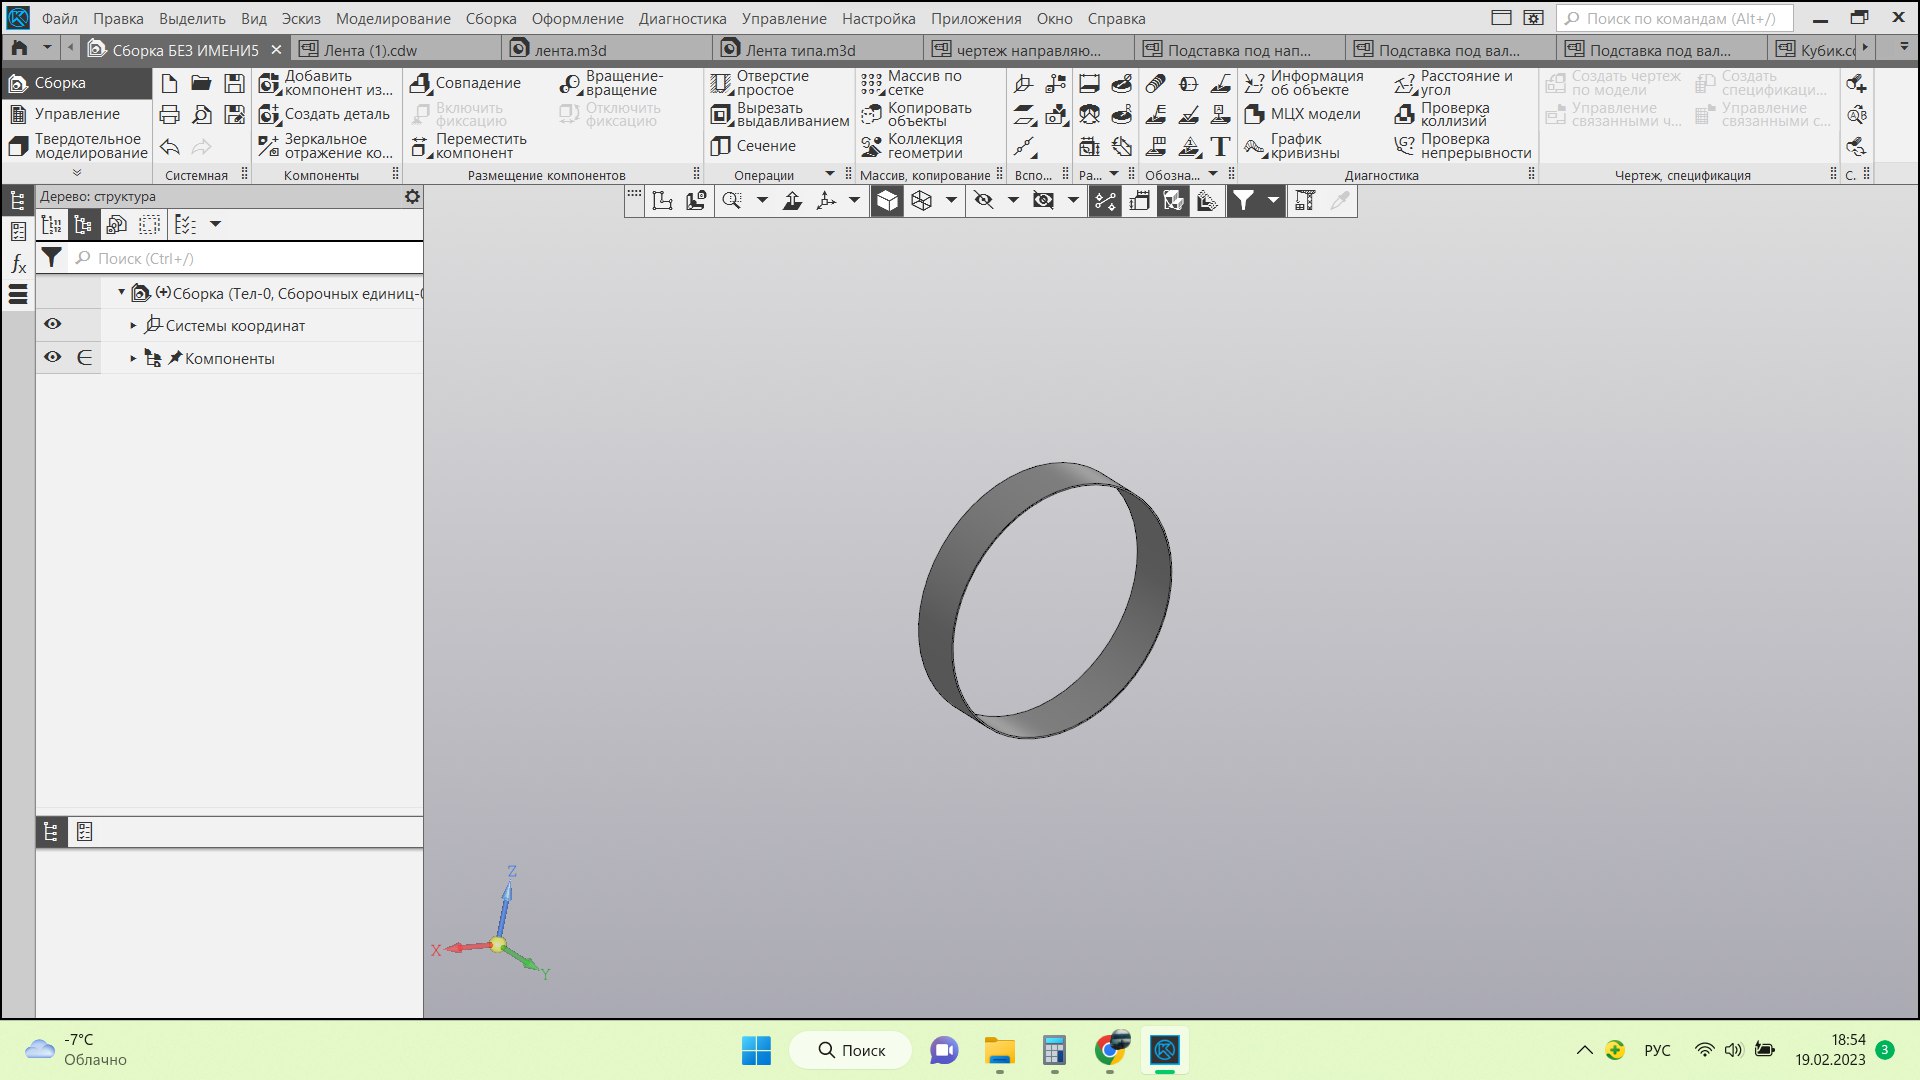 Файл Правка Выделить Вид Эскиз Моделирование Сборка Оформление Диагностика Управление Настройка Приложения Окно Справка Поиск по командам (Alt+/)
Сборка БЕЗ ИМЕНИ5 Лента (1).cdw лента.m3d Лента типа.m3d чертеж направляю... Подставка под нап... Подставка под вал... Подставка под вал... Кубик.cd
Сборка
Управление
Твердотельное
моделирование
Системная
Добавить
компонент из...
Создать деталь
Зеркальное
отражение ко...
Компоненты
Совпадение
Включить
фиксацию
Переместить
компонент
Вращение-
вращение
Отключить
фиксацию
Размещение компонентов
Отверстие
простое
Вырезать
выдавливанием
Сечение
Операции
Массив по
сетке
Копировать
объекты
Коллекция
геометрии
Массив, копирование
Вспо...
Ра...
Обозна...
Информация
об объекте
МЦХ модели
График
кривизны
Расстояние и
угол
Проверка
коллизий
Проверка
непрерывности
Диагностика
Создать чертеж
по модели
Управление
связанными ч...
Создать
спецификаци...
Управление
связанными с...
Чертеж, спецификация
С.
Дерево: структура
Поиск (Ctrl+/)
(+)Сборка (Тел-0, Сборочных единиц-0
Системы координат
Компоненты
Z
X
Y
-7°C
Облачно
Поиск
РУС
18:54
19.02.2023
3